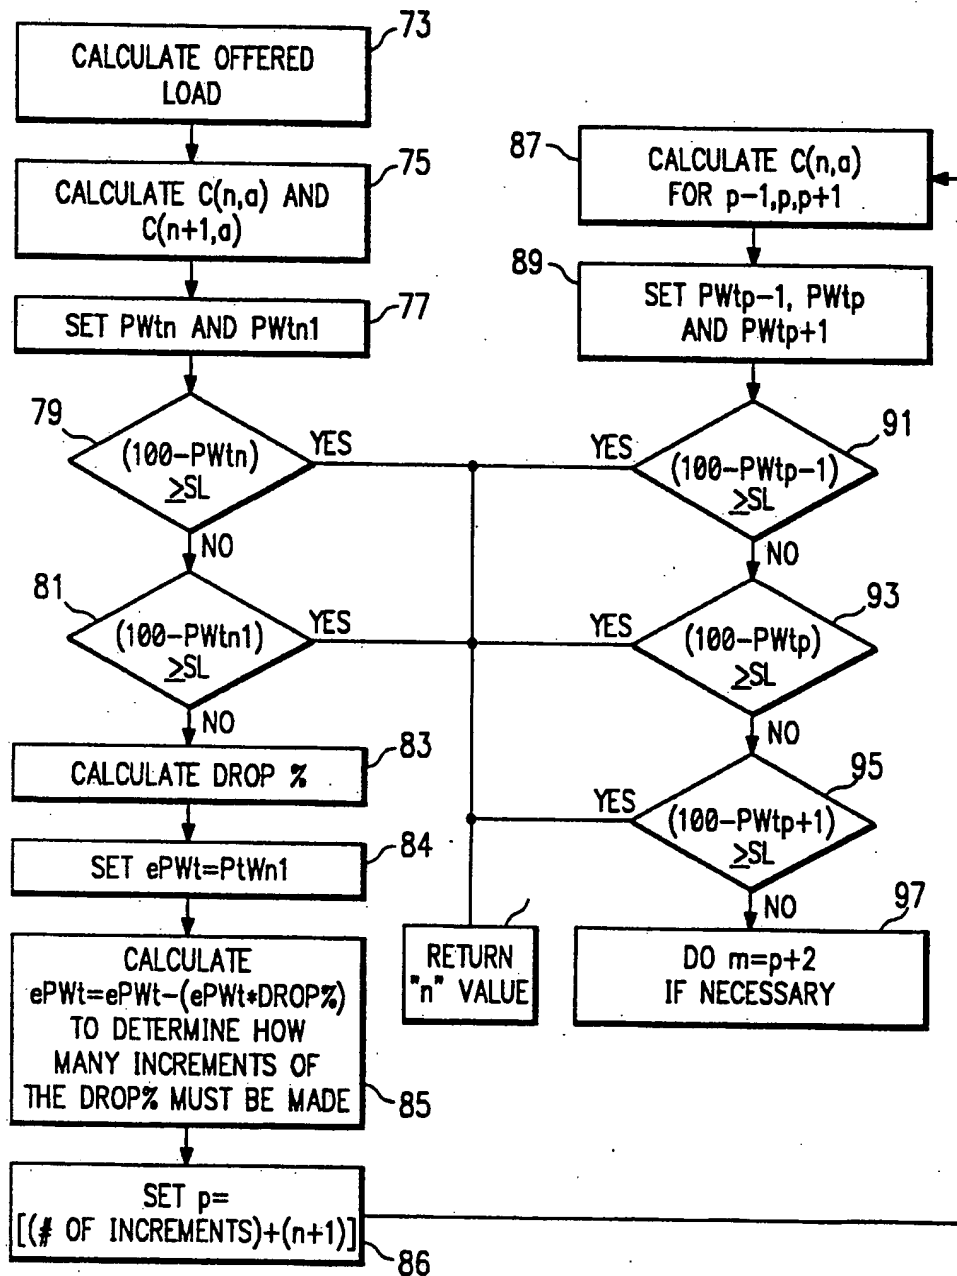 73
CALCULATE OFFERED
LOAD
75
CALCULATE C(n,a) AND
C(n+1,a)
77
SET PWtn AND PWtn1
79
(100-PWtn)
≥SL
YES
NO
81
(100-PWtn1)
≥SL
YES
NO
83
CALCULATE DROP %
84
SET ePWt=PtWn1
CALCULATE
ePWt=ePWt-(ePWt*DROP%)
TO DETERMINE HOW
MANY INCREMENTS OF
THE DROP% MUST BE MADE
85
SET p=
[(# OF INCREMENTS)+(n+1)]
86
87
CALCULATE C(n,a)
FOR p-1,p,p+1
89
SET PWtp-1, PWtp
AND PWtp+1
91
YES
(100-PWtp-1)
≥SL
NO
93
YES
(100-PWtp)
≥SL
NO
95
YES
(100-PWtp+1)
≥SL
NO
97
DO m=p+2
IF NECESSARY
RETURN
"n" VALUE